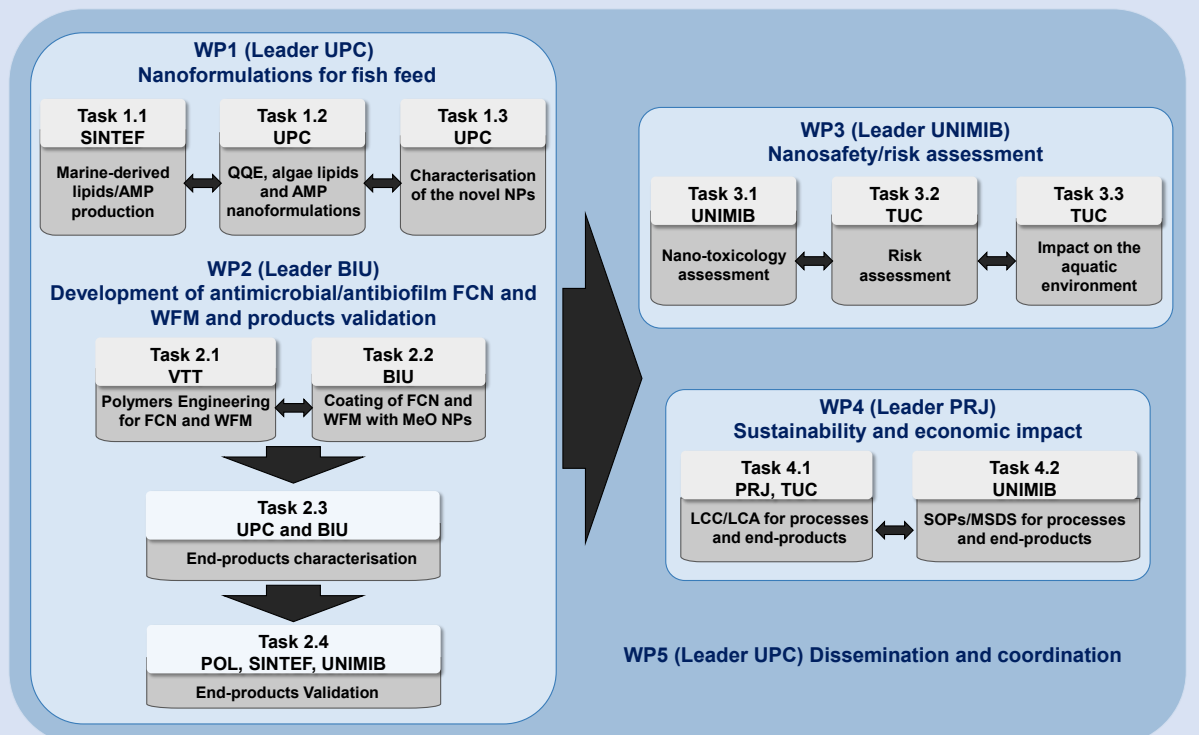 WP1 (Leader UPC)
Nanoformulations for fish feed
Task 1.1
SINTEF
Marine-derived
lipids/AMP
production
Task 1.2
UPC
QQE, algae lipids
and AMP
nanoformulations
Task 1.3
UPC
Characterisation
of the novel NPs
WP2 (Leader BIU)
Development of antimicrobial/antibiofilm FCN and
WFM and products validation
Task 2.1
VTT
Polymers Engineering
for FCN and WFM
Task 2.2
BIU
Coating of FCN and
WFM with MeO NPs
Task 2.3
UPC and BIU
End-products characterisation
Task 2.4
POL, SINTEF, UNIMIB
End-products Validation
WP3 (Leader UNIMIB)
Nanosafety/risk assessment
Task 3.1
UNIMIB
Nano-toxicology
assessment
Task 3.2
TUC
Risk
assessment
Task 3.3
TUC
Impact on the
aquatic
environment
WP4 (Leader PRJ)
Sustainability and economic impact
Task 4.1
PRJ, TUC
LCC/LCA for processes
and end-products
Task 4.2
UNIMIB
SOPs/MSDS for processes
and end-products
WP5 (Leader UPC) Dissemination and coordination